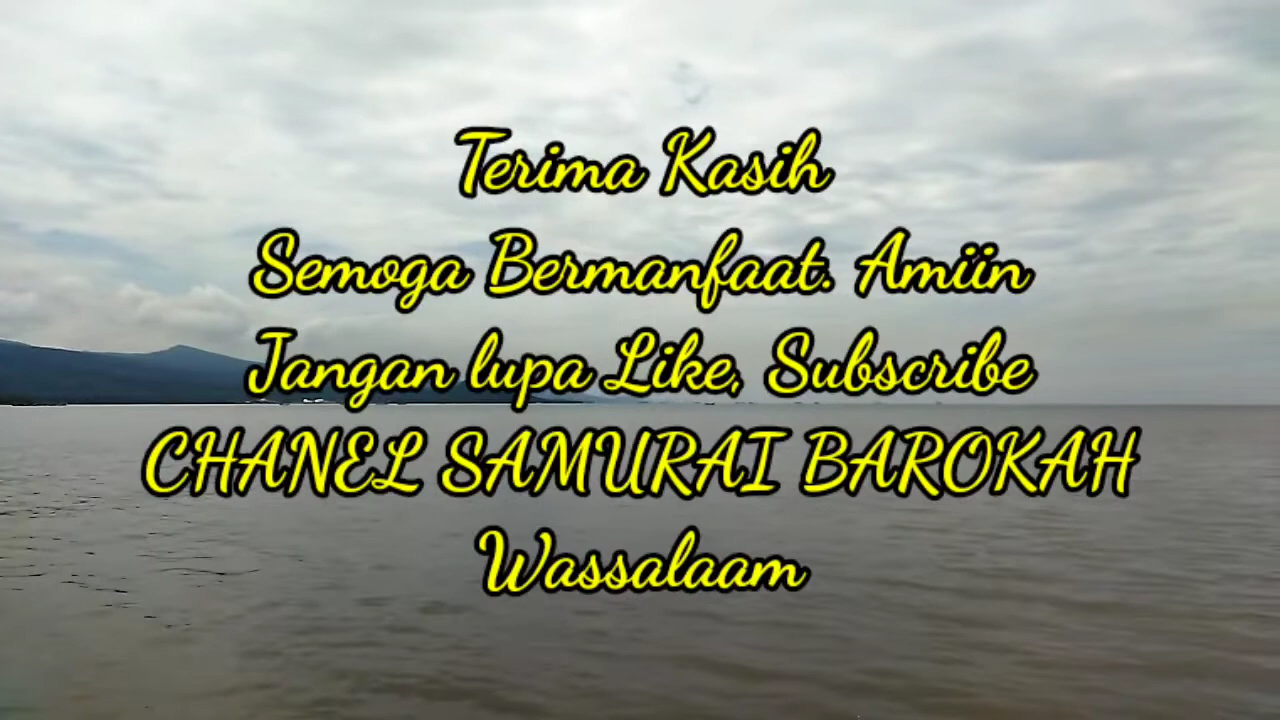 Terima Kasih
Semoga Bermanfaat. Amiin
Jangan lupa Like, Subscribe
CHANEL SAMURAI BAROKAH
Wassalaam